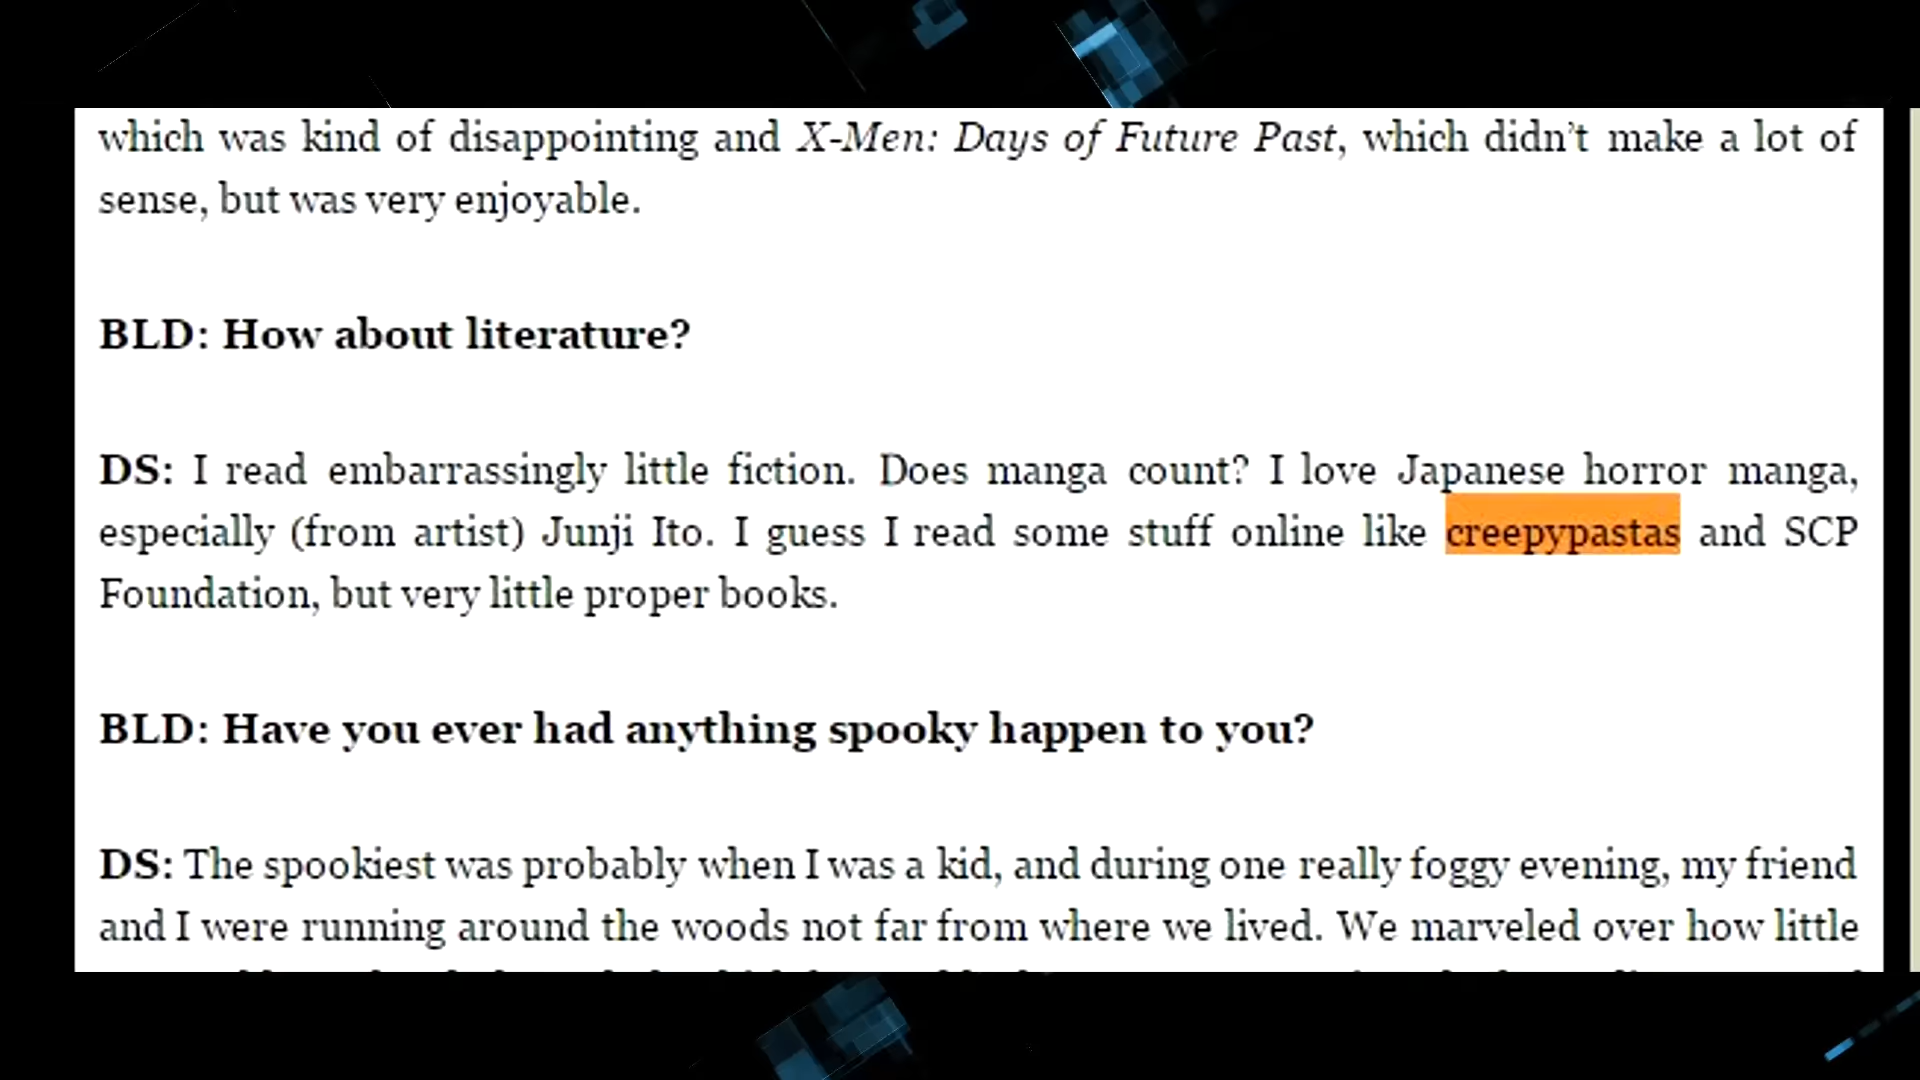 which was kind of disappointing and X-Men: Days of Future Past, which didn’t make a lot of
sense, but was very enjoyable.
BLD: How about literature?
DS: I read embarrassingly little fiction. Does manga count? I love Japanese horror manga,
especially (from artist) Junji Ito. I guess I read some stuff online like creepypastas and SCP
Foundation, but very little proper books.
BLD: Have you ever had anything spooky happen to you?
DS: The spookiest was probably when I was a kid, and during one really foggy evening, my friend
and I were running around the woods not far from where we lived. We marveled over how little